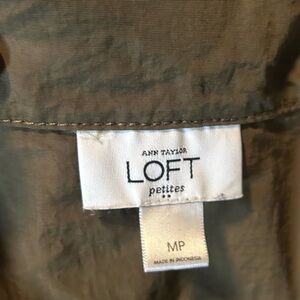 ANN TAYLOR
LOFT
petites
MP
MADE IN INDONESIA